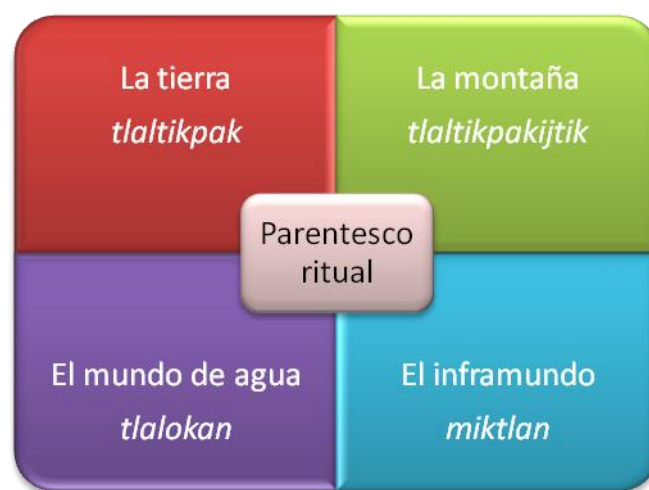 La tierra
tlaltikpak
La montaña
tlaltikpakijtik
Parentesco
ritual
El mundo de agua
tlalokan
El inframundo
miktlan